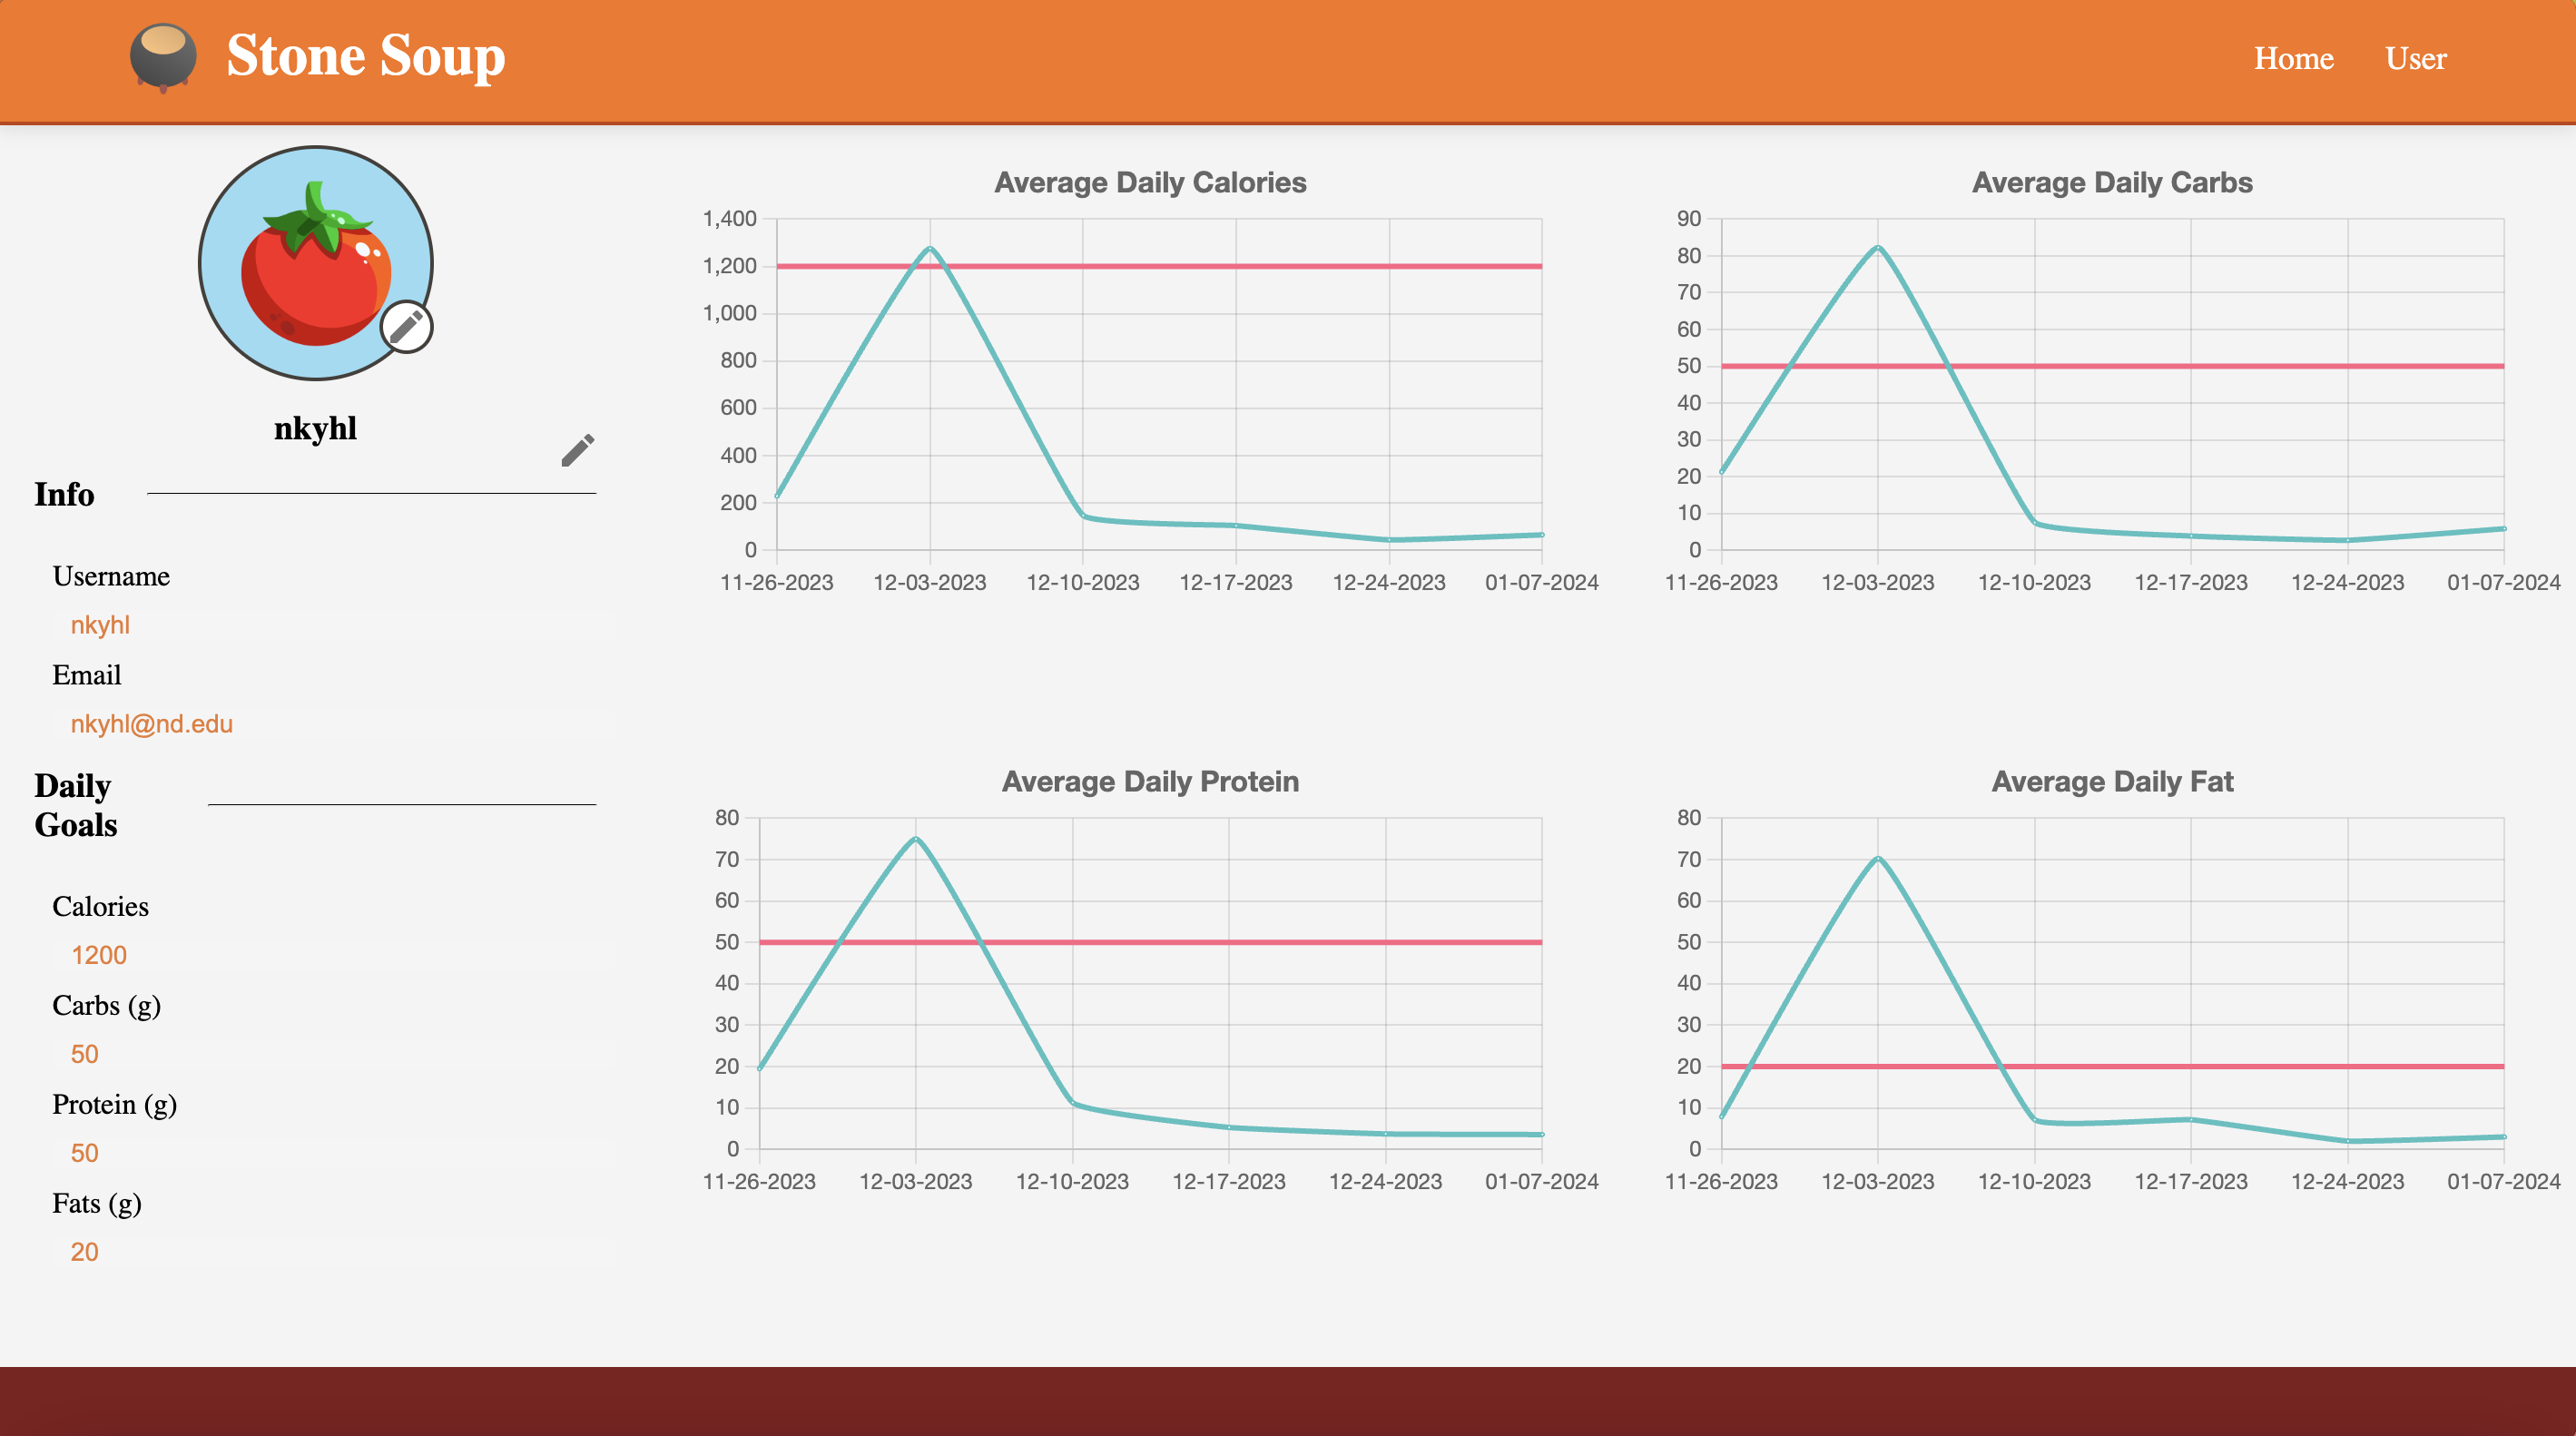 Stone Soup
Home User
nkyhl
Info
Username
nkyhl
Email
nkyhl@nd.edu
Daily
Goals
Calories
1200
Carbs (g)
50
Protein (g)
50
Fats (g)
20
Average Daily Calories
1,400
1,200
1,000
800
600
400
200
0
11-26-2023 12-03-2023 12-10-2023 12-17-2023 12-24-2023 01-07-2024
Average Daily Carbs
90
80
70
60
50
40
30
20
10
0
11-26-2023 12-03-2023 12-10-2023 12-17-2023 12-24-2023 01-07-2024
Average Daily Protein
80
70
60
50
40
30
20
10
0
11-26-2023 12-03-2023 12-10-2023 12-17-2023 12-24-2023 01-07-2024
Average Daily Fat
80
70
60
50
40
30
20
10
0
11-26-2023 12-03-2023 12-10-2023 12-17-2023 12-24-2023 01-07-2024